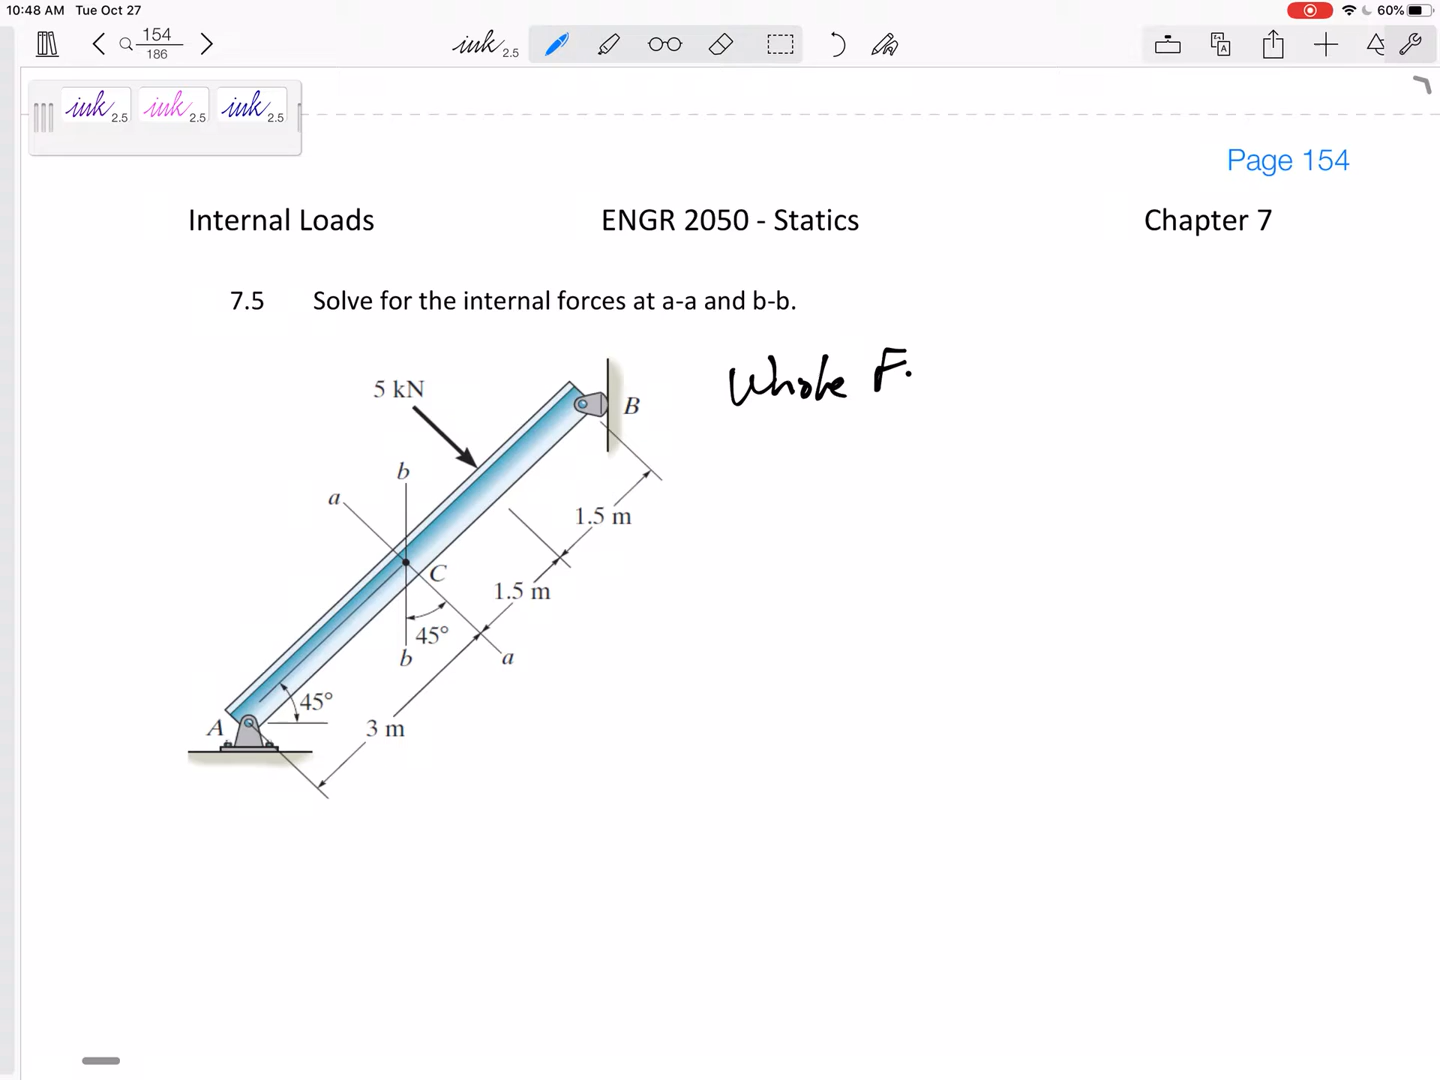 10:48 AM Tue Oct 27
60%
154
186
ink 2.5
ink 2.5 ink 2.5 ink 2.5
Page 154
Internal Loads ENGR 2050 - Statics Chapter 7
7.5 Solve for the internal forces at a-a and b-b.
Whole F.
5 kN
B
b
a
1.5 m
C
1.5 m
45°
b
a
45°
A
3 m